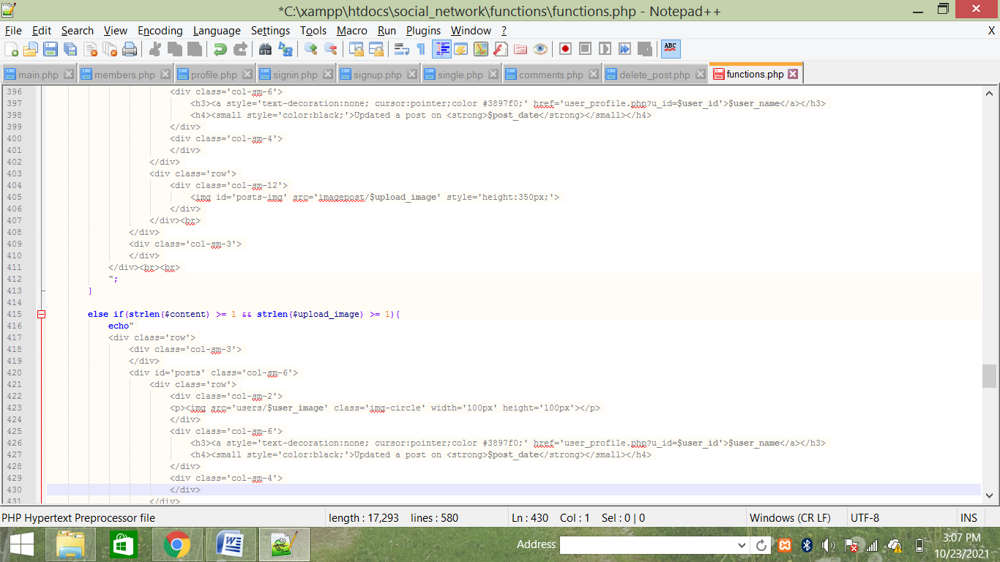 *C:\xampp\htdocs\social_network\functions\functions.php - Notepad++
File Edit Search View Encoding Language Settings Tools Macro Run Plugins Window ? X
ABC
main.php members.php profile.php signin.php signup.php single.php comments.php delete_post.php functions.php
396 <div class='col-sm-6'>
397 <h3><a style='text-decoration:none; cursor:pointer;color #3897f0;' href='user_profile.php?u_id=$user_id'>$user_name</a></h3>
398 <h4><small style='color:black;'>Updated a post on <strong>$post_date</strong></small></h4>
399 </div>
400 <div class='col-sm-4'>
401 </div>
402 </div>
403 <div class='row'>
404 <div class='col-sm-12'>
405 <img id='posts-img' src='imagepost/$upload_image' style='height:350px;'>
406 </div>
407 </div><br>
408 </div>
409 <div class='col-sm-3'>
410 </div>
411 </div><br><br>
412 ";
413 }
414
415 else if(strlen($content) >= 1 && strlen($upload_image) >= 1){
416 echo"
417 <div class='row'>
418 <div class='col-sm-3'>
419 </div>
420 <div id='posts' class='col-sm-6'>
421 <div class='row'>
422 <div class='col-sm-2'>
423 <p><img src='users/$user_image' class='img-circle' width='100px' height='100px'></p>
424 </div>
425 <div class='col-sm-6'>
426 <h3><a style='text-decoration:none; cursor:pointer;color #3897f0;' href='user_profile.php?u_id=$user_id'>$user_name</a></h3>
427 <h4><small style='color:black;'>Updated a post on <strong>$post_date</strong></small></h4>
428 </div>
429 <div class='col-sm-4'>
430 </div>
431 </div>
PHP Hypertext Preprocessor file length : 17,293 lines : 580 Ln : 430 Col : 1 Sel : 0 | 0 Windows (CR LF) UTF-8 INS
Address
3:07 PM
10/23/2021